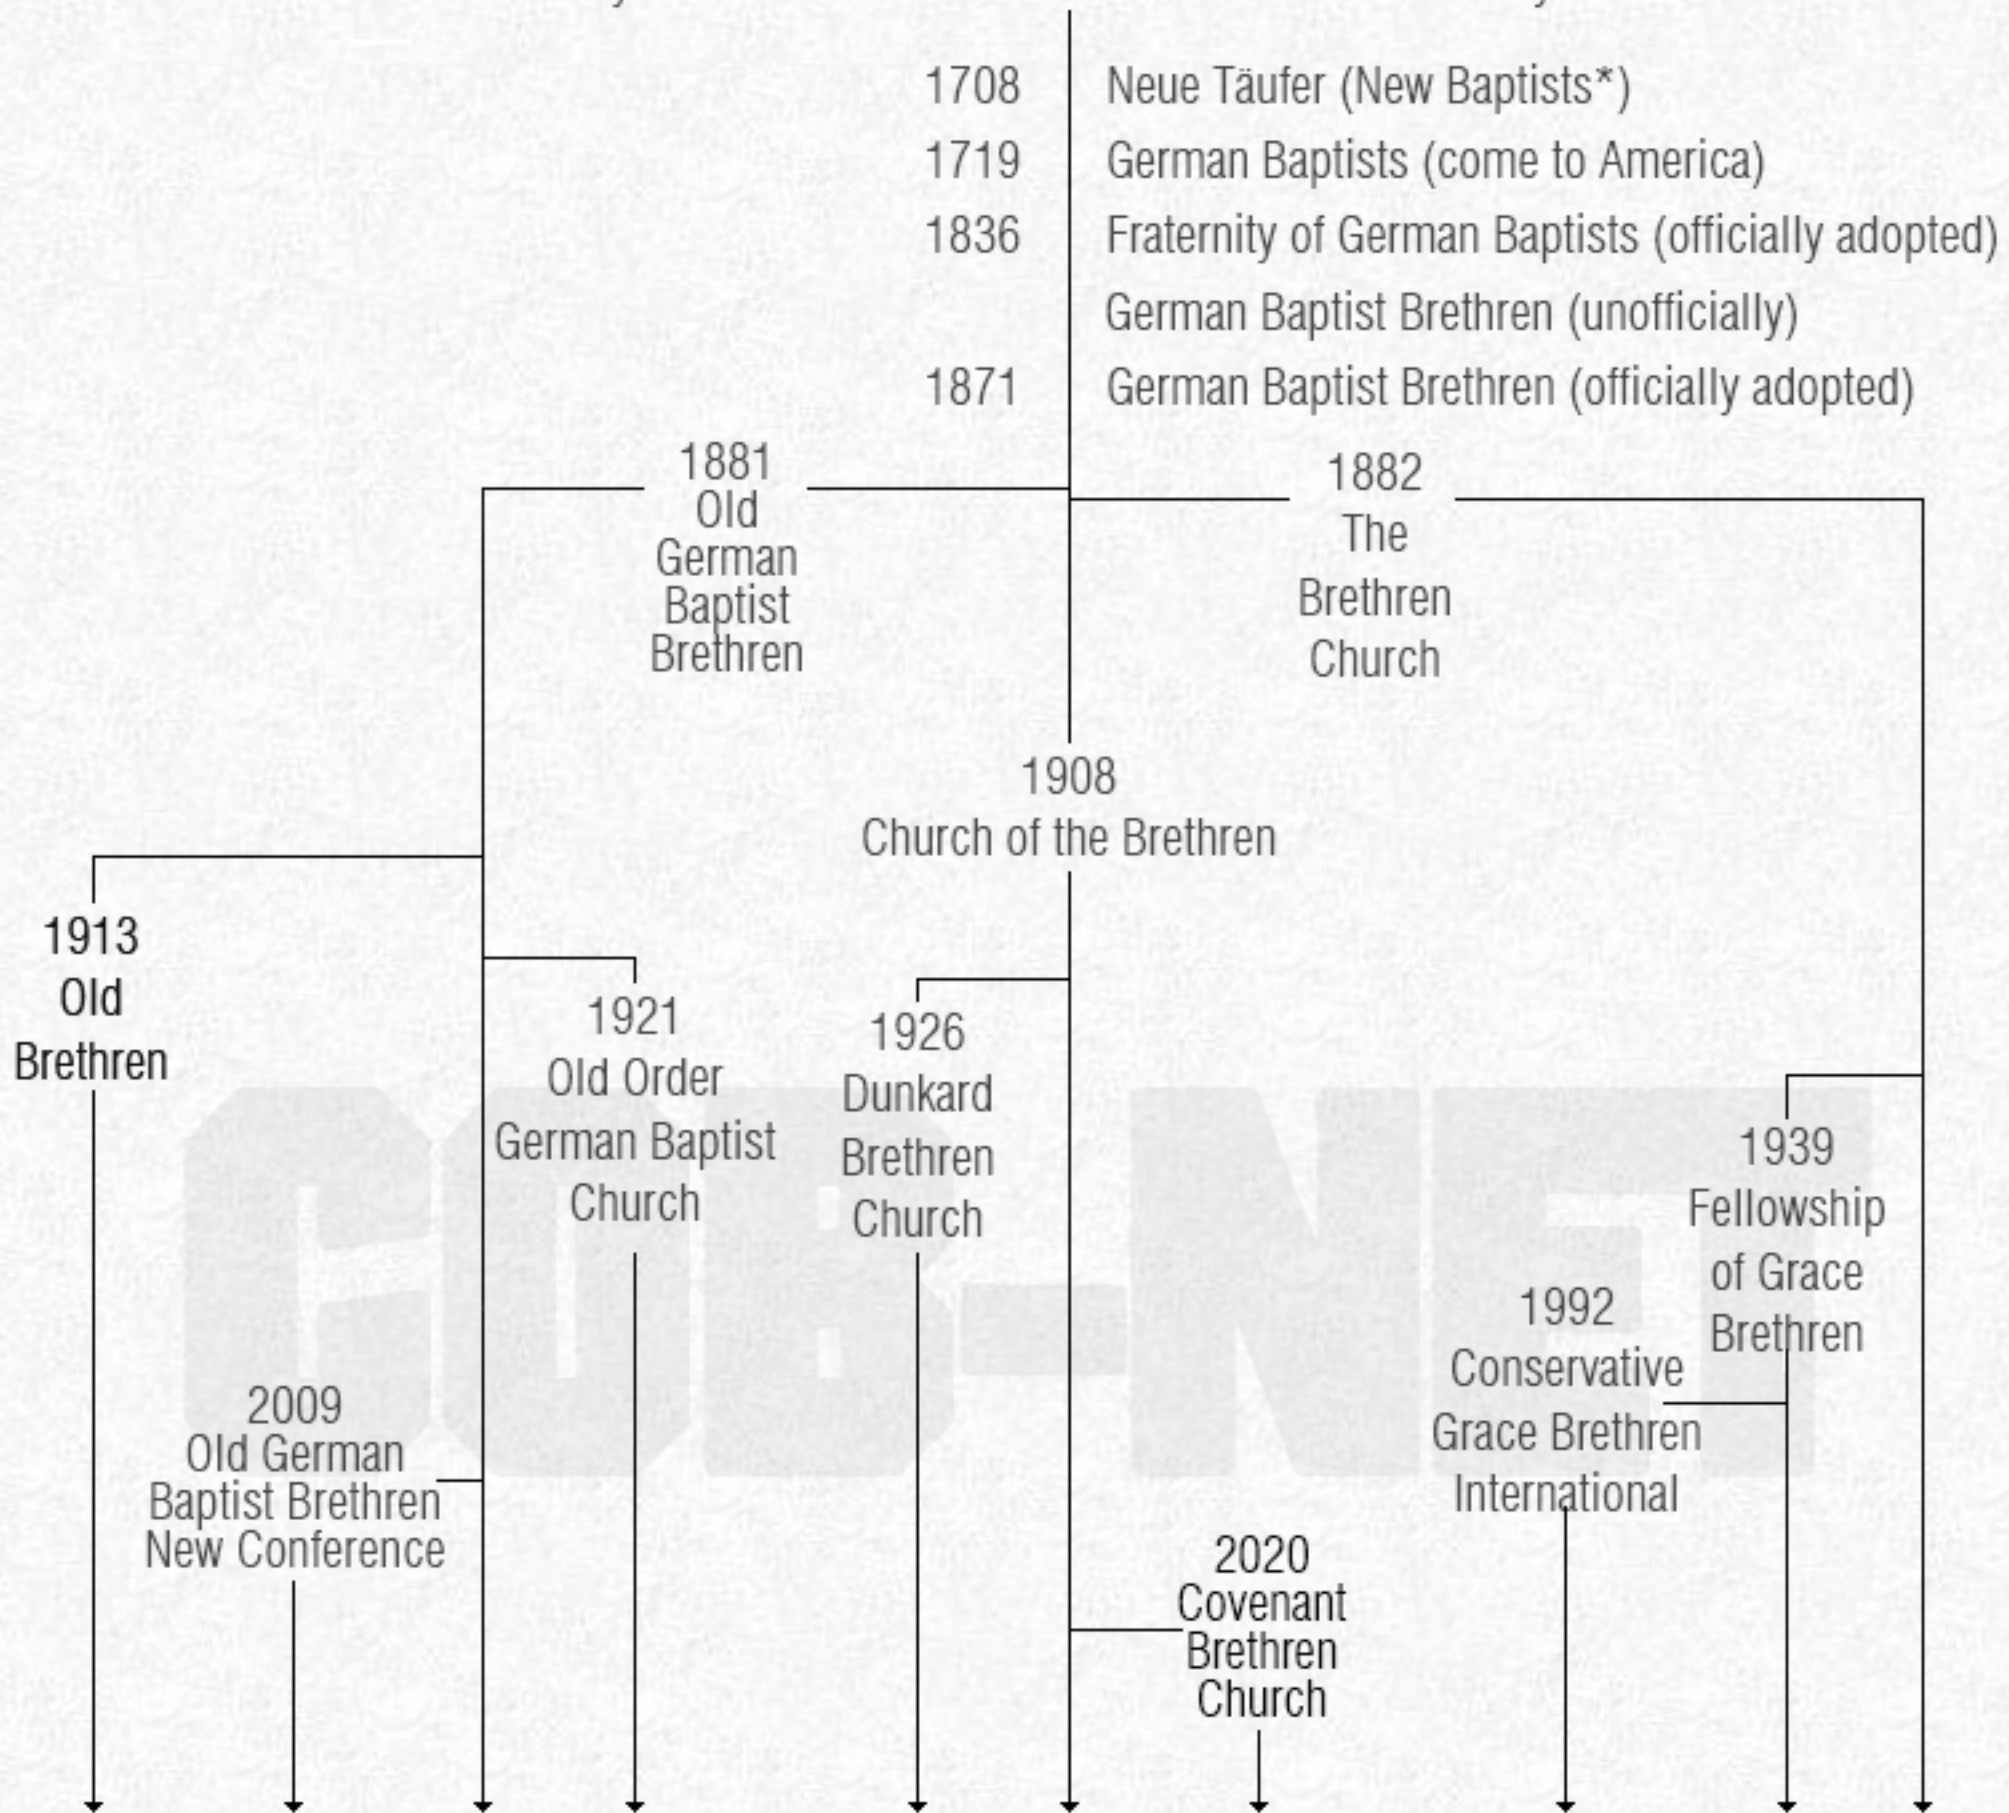 1708 Neue Täufer (New Baptists*)
1719 German Baptists (come to America)
1836 Fraternity of German Baptists (officially adopted)
German Baptist Brethren (unofficially)
1871 German Baptist Brethren (officially adopted)
1881
Old
German
Baptist
Brethren
1882
The
Brethren
Church
1908
Church of the Brethren
1913
Old
Brethren
1921
Old Order
German Baptist
Church
1926
Dunkard
Brethren
Church
1939
Fellowship
of Grace
Brethren
1992
Conservative
Grace Brethren
International
2009
Old German
Baptist Brethren
New Conference
2020
Covenant
Brethren
Church
COB-NET